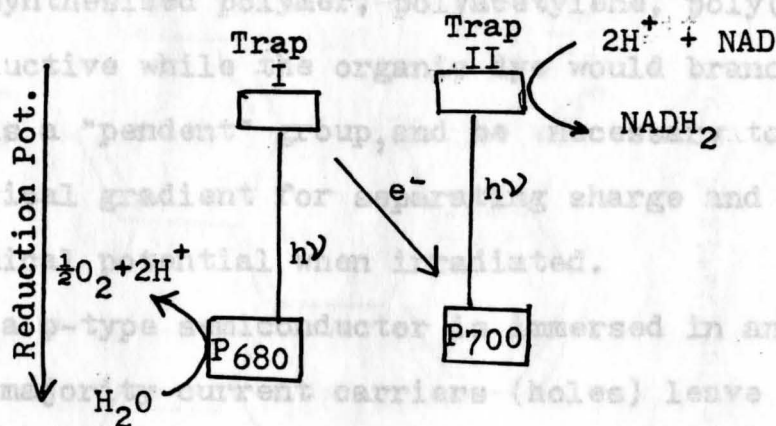 synthesized polymer, polyacetylene, poly(
uctive while the organic dye would branc
s a "pendent" group, and be necessary to
ical gradient for separating charge and
ical potential when irradiated.
a p-type semiconductor is immersed in an
majority current carriers (holes) leave
Trap
I
Trap
II
2H⁺ + NAD
NADH₂
Reduction Pot.
e⁻
hν
hν
½O₂+2H⁺
P₆₈₀
P₇₀₀
H₂O